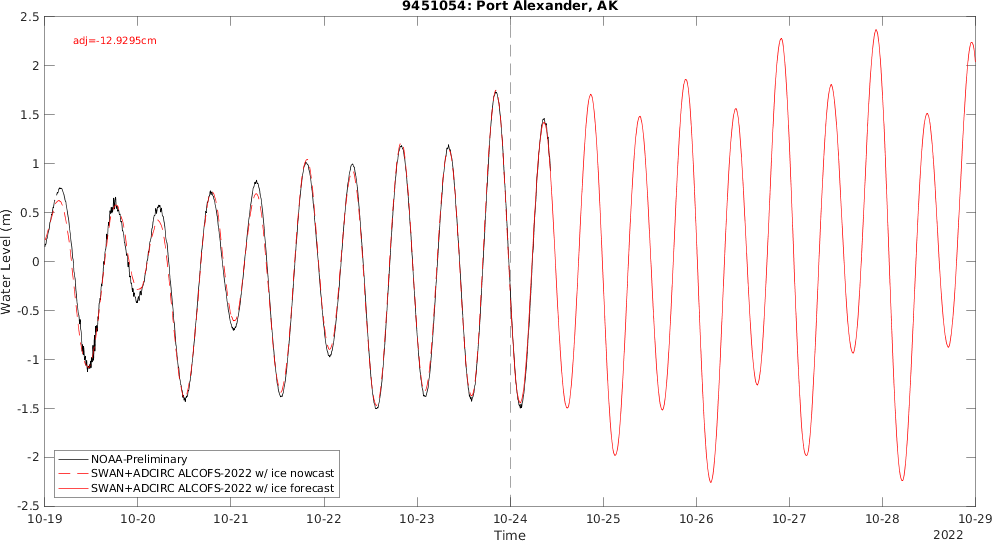 9451054: Port Alexander, AK
adj=-12.9295cm
2.5
2
1.5
1
0.5
0
-0.5
-1
-1.5
-2
-2.5
Water Level (m)
NOAA-Preliminary
SWAN+ADCIRC ALCOFS-2022 w/ ice nowcast
SWAN+ADCIRC ALCOFS-2022 w/ ice forecast
10-19 10-20 10-21 10-22 10-23 10-24 10-25 10-26 10-27 10-28 10-29
Time
2022